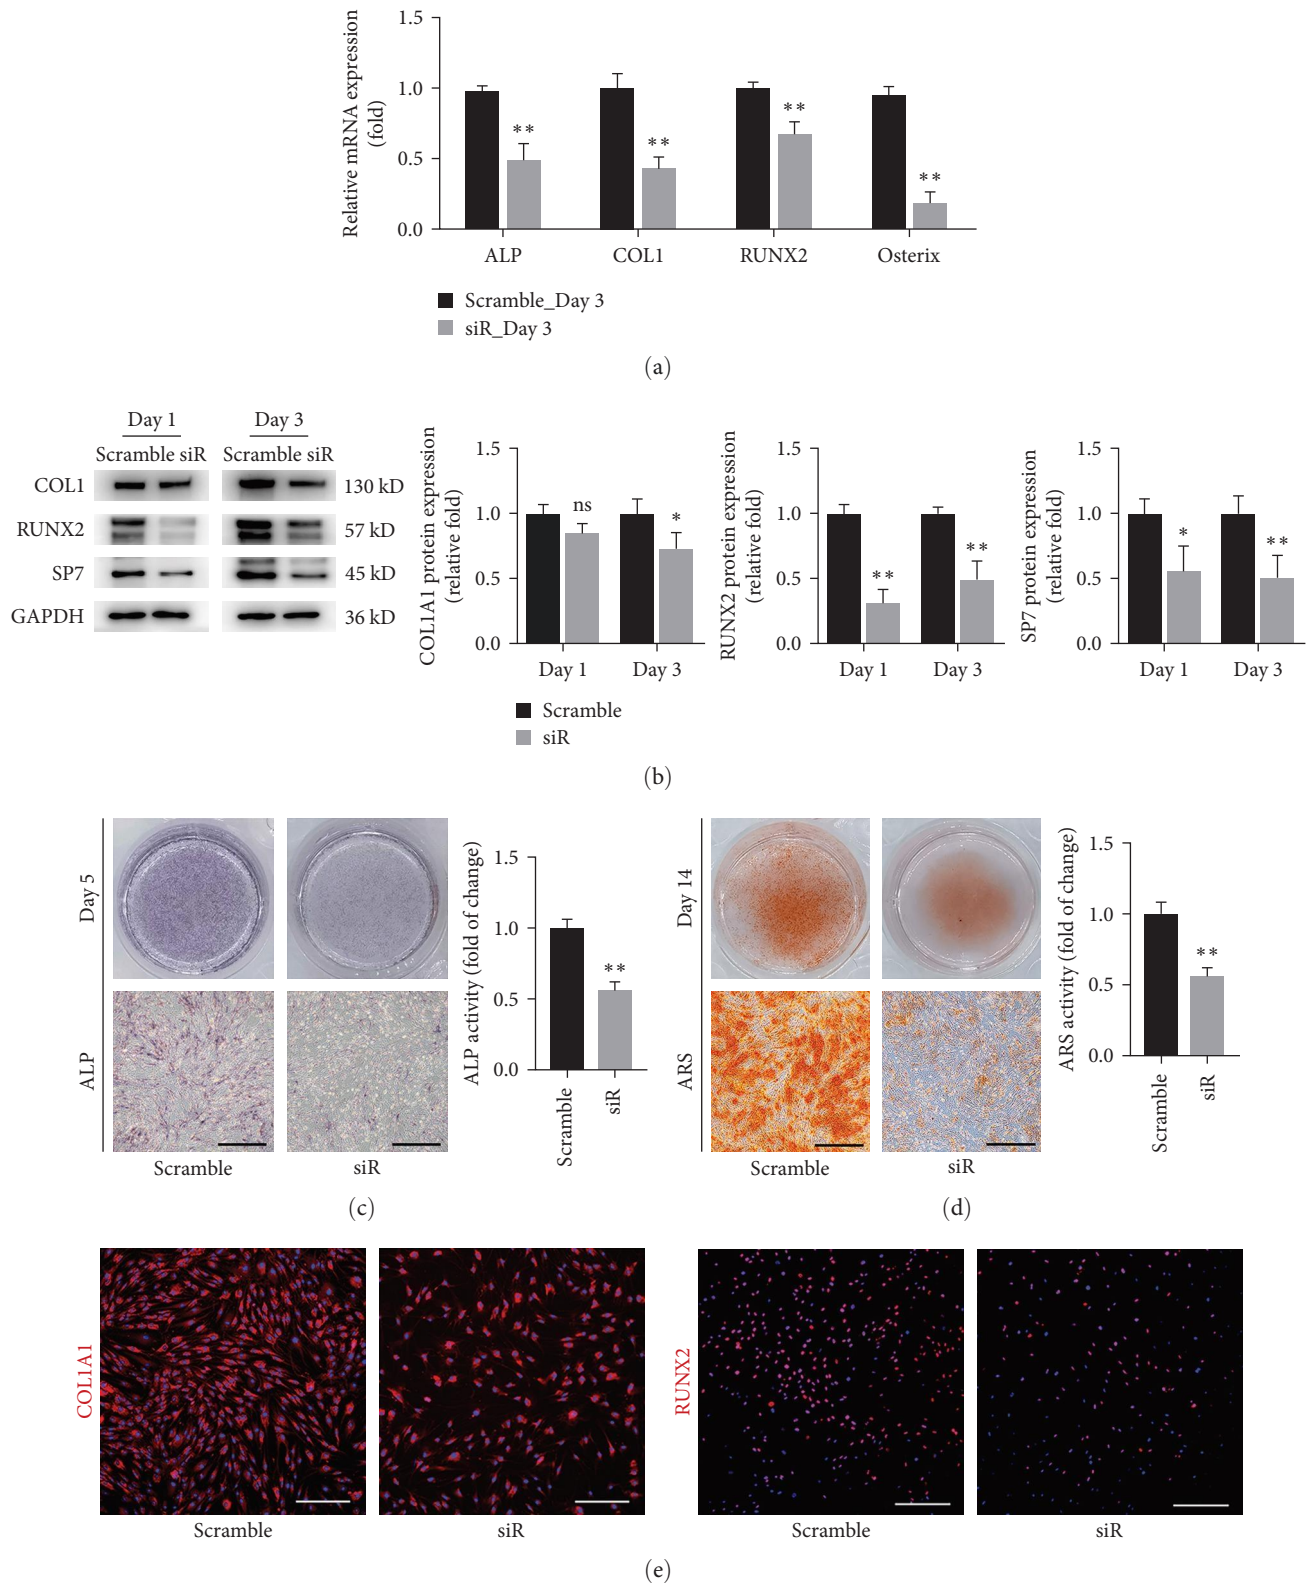 1.5
1.0
0.5
0.0
Relative mRNA expression
(fold)
**
**
**
**
ALP
COL1
RUNX2
Osterix
Scramble_Day 3
siR_Day 3
(a)
Day 1
Day 3
Scramble siR
Scramble siR
COL1
130 kD
RUNX2
57 kD
SP7
45 kD
GAPDH
36 kD
COL1A1 protein expression
(relative fold)
1.5
1.0
0.5
0.0
ns
*
Day 1
Day 3
RUNX2 protein expression
(relative fold)
1.5
1.0
0.5
0.0
**
**
Day 1
Day 3
SP7 protein expression
(relative fold)
1.5
1.0
0.5
0.0
*
**
Day 1
Day 3
Scramble
siR
(b)
Day 5
ALP
Scramble
siR
ALP activity (fold of change)
1.5
1.0
0.5
0.0
**
Scramble
siR
(c)
Day 14
ARS
Scramble
siR
ARS activity (fold of change)
1.5
1.0
0.5
0.0
**
Scramble
siR
(d)
COL1A1
Scramble
siR
RUNX2
Scramble
siR
(e)